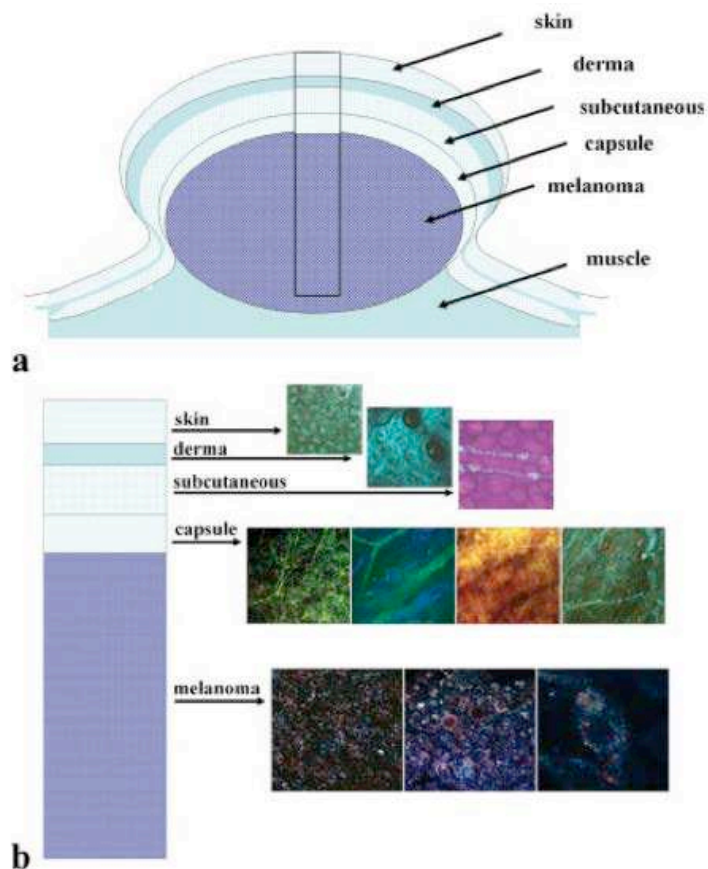 skin
derma
subcutaneous
capsule
melanoma
muscle
a
skin
derma
subcutaneous
capsule
melanoma
b